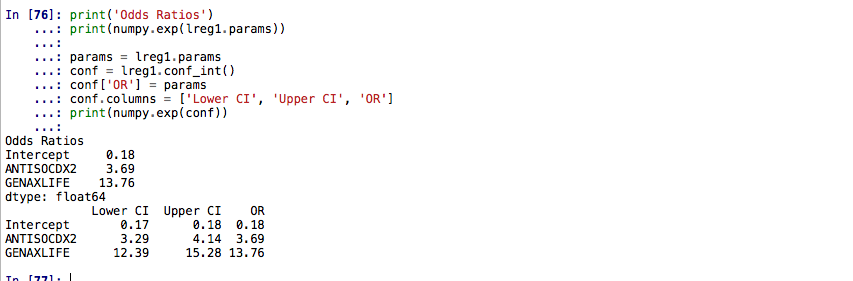 In [76]: print('Odds Ratios')
...: print(numpy.exp(lreg1.params))
...:
...: params = lreg1.params
...: conf = lreg1.conf_int()
...: conf['OR'] = params
...: conf.columns = ['Lower CI', 'Upper CI', 'OR']
...: print(numpy.exp(conf))
...:
Odds Ratios
Intercept 0.18
ANTISOCDX2 3.69
GENAXLIFE 13.76
dtype: float64
Lower CI Upper CI OR
Intercept 0.17 0.18 0.18
ANTISOCDX2 3.29 4.14 3.69
GENAXLIFE 12.39 15.28 13.76
In [77]: